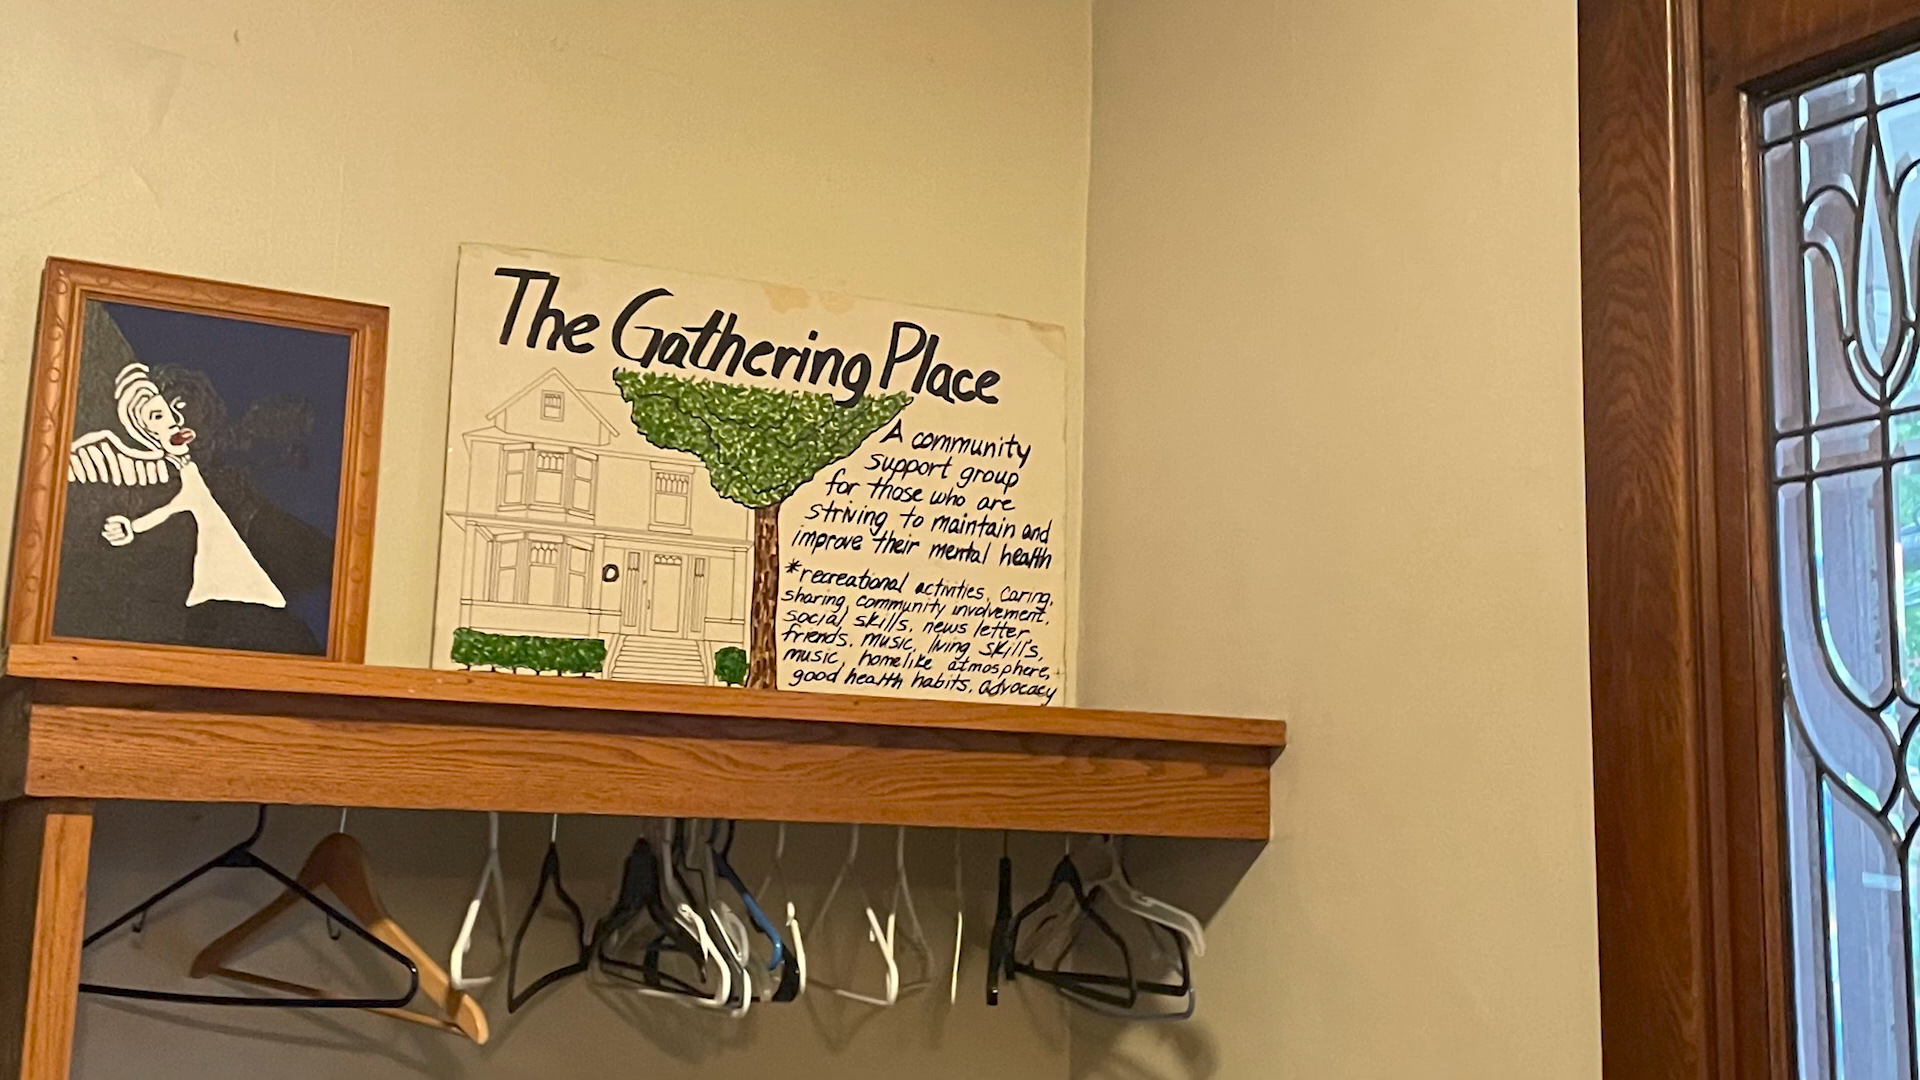 The Gathering Place
A community
support group
for those who are
striving to maintain and
improve their mental health
*recreational activities, caring,
sharing, community involvement,
social skills, news letter,
friends, music, living skills,
music, homelike atmosphere,
good health habits, advocacy